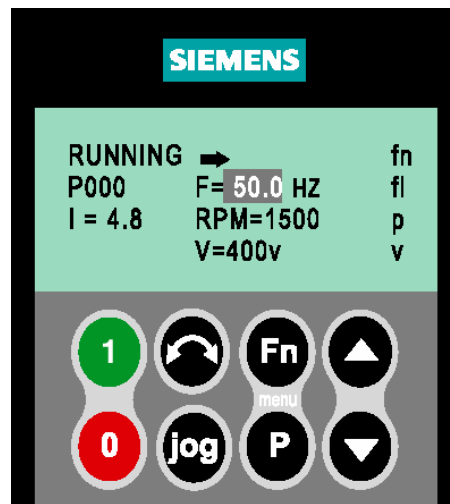 SIEMENS
RUNNING fn
P000 F= 50.0 HZ fl
I = 4.8 RPM=1500 p
V=400v v
1 Fn
menu
0 jog P